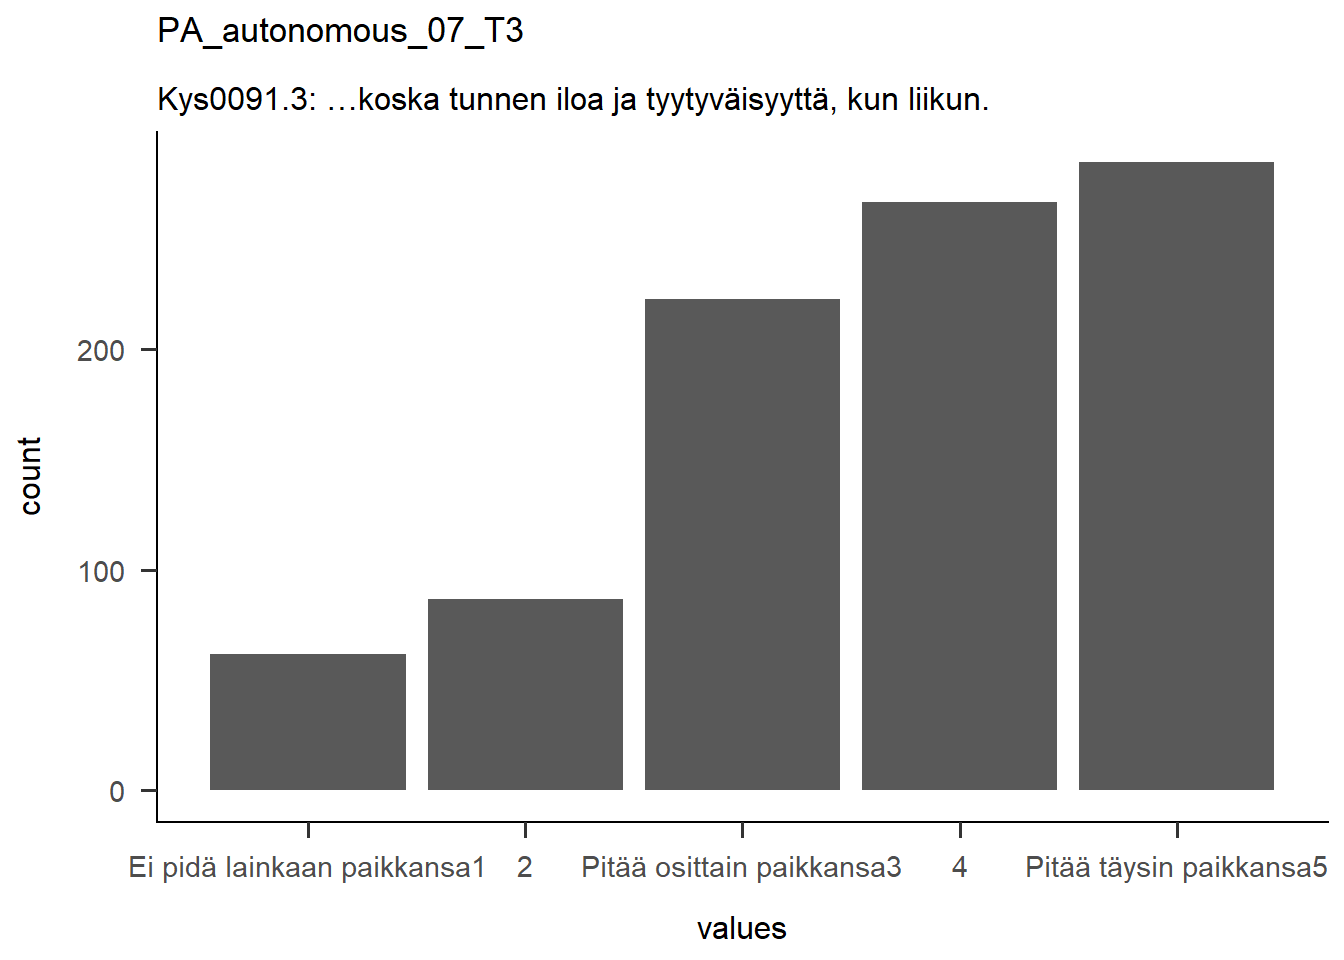 PA_autonomous_07_T3
Kys0091.3: …koska tunnen iloa ja tyytyväisyyttä, kun liikun.
200
100
0
count
Ei pidä lainkaan paikkansa1 2 Pitää osittain paikkansa3 4 Pitää täysin paikkansa5
values